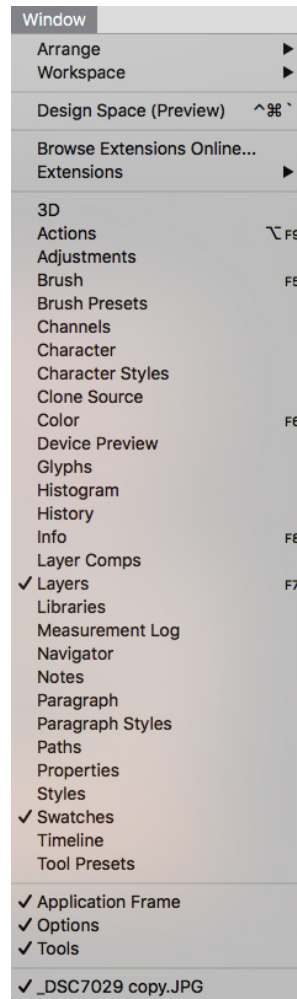 Window
Arrange ▶
Workspace ▶
Design Space (Preview) ^⌘`
Browse Extensions Online...
Extensions ▶
3D
Actions ⌥F9
Adjustments
Brush F5
Brush Presets
Channels
Character
Character Styles
Clone Source
Color F6
Device Preview
Glyphs
Histogram
History
Info F8
Layer Comps
✓ Layers F7
Libraries
Measurement Log
Navigator
Notes
Paragraph
Paragraph Styles
Paths
Properties
Styles
✓ Swatches
Timeline
Tool Presets
✓ Application Frame
✓ Options
✓ Tools
✓ _DSC7029 copy.JPG